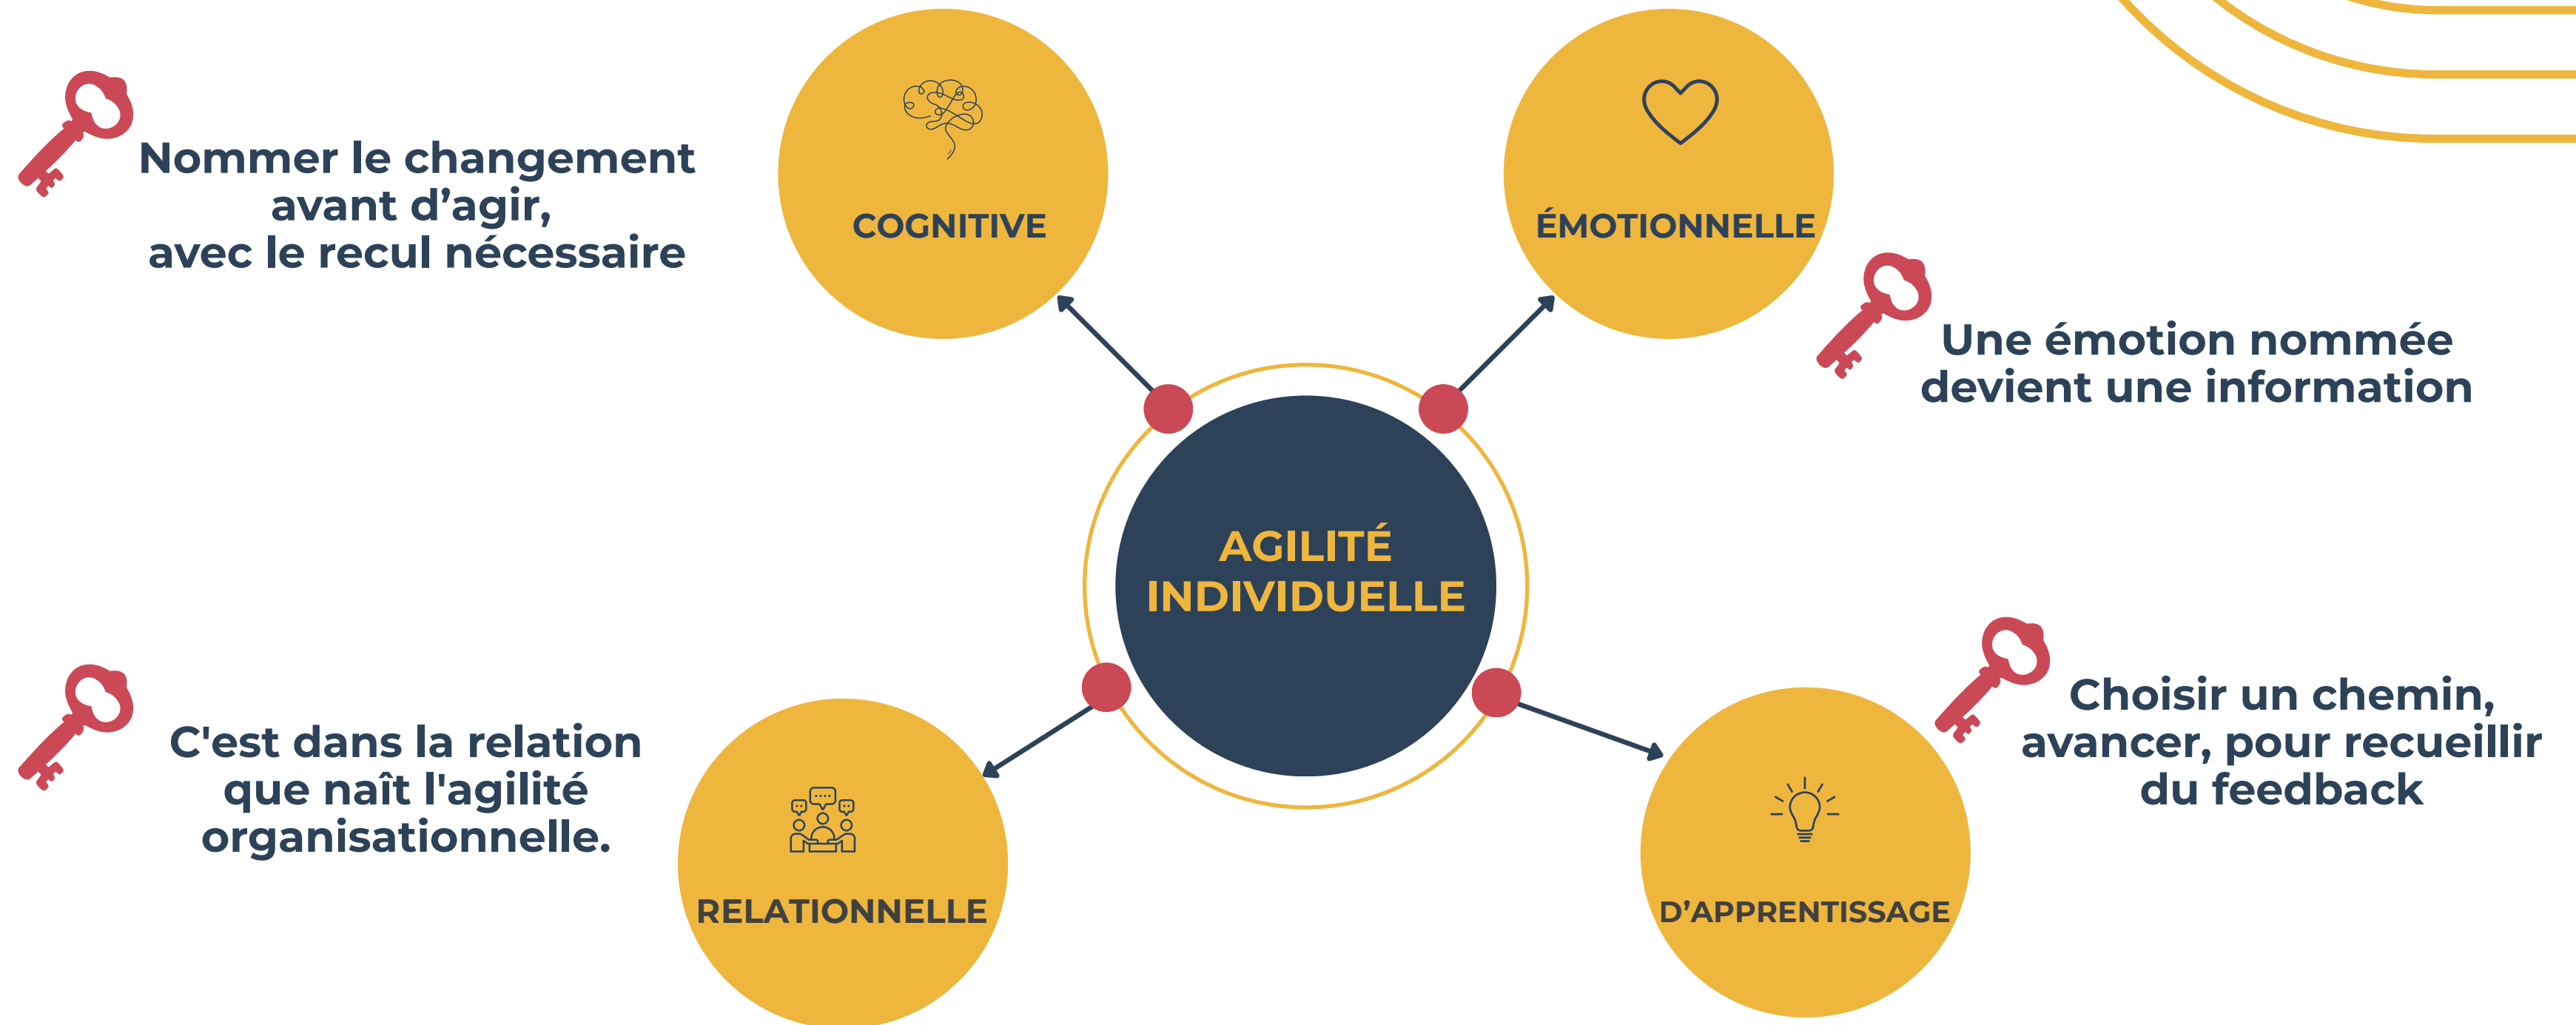 Nommer le changement
avant d’agir,
avec le recul nécessaire
COGNITIVE
ÉMOTIONNELLE
Une émotion nommée
devient une information
AGILITÉ
INDIVIDUELLE
C'est dans la relation
que naît l'agilité
organisationnelle.
RELATIONNELLE
D’APPRENTISSAGE
Choisir un chemin,
avancer, pour recueillir
du feedback